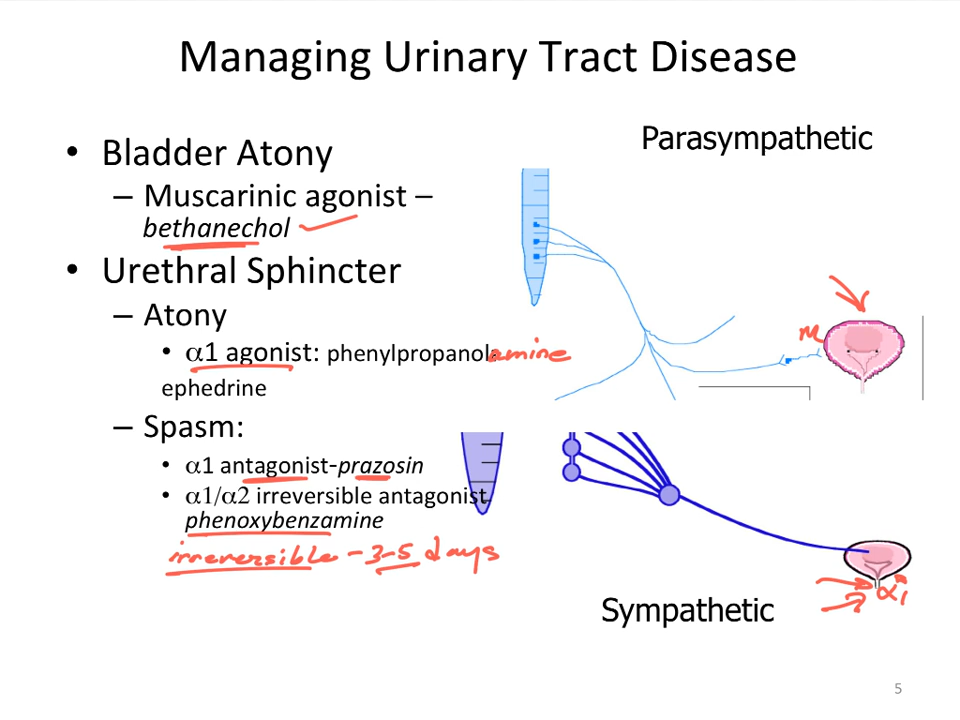 Managing Urinary Tract Disease
• Bladder Atony
– Muscarinic agonist –
bethanechol
• Urethral Sphincter
– Atony
• α1 agonist: phenylpropanolamine
ephedrine
– Spasm:
• α1 antagonist-prazosin
• α1/α2 irreversible antagonist
phenoxybenzamine
irreversible - 3-5 days
Parasympathetic
M
α1
Sympathetic
5